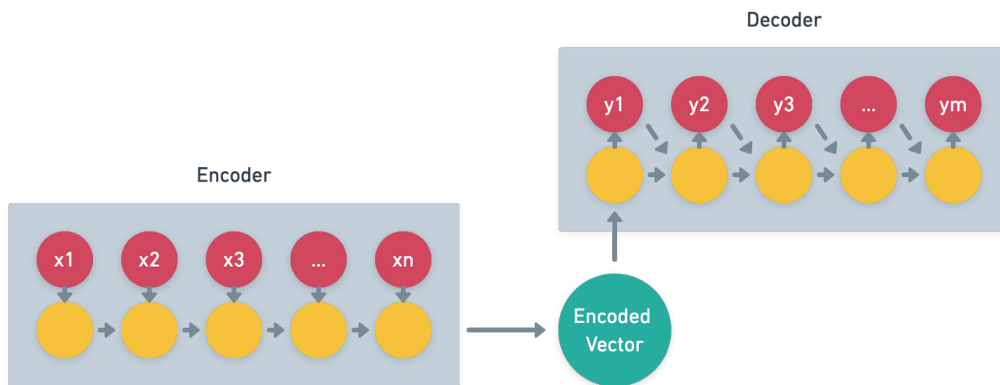 Decoder
y1 y2 y3 ... ym
Encoder
x1 x2 x3 ... xn
Encoded
Vector